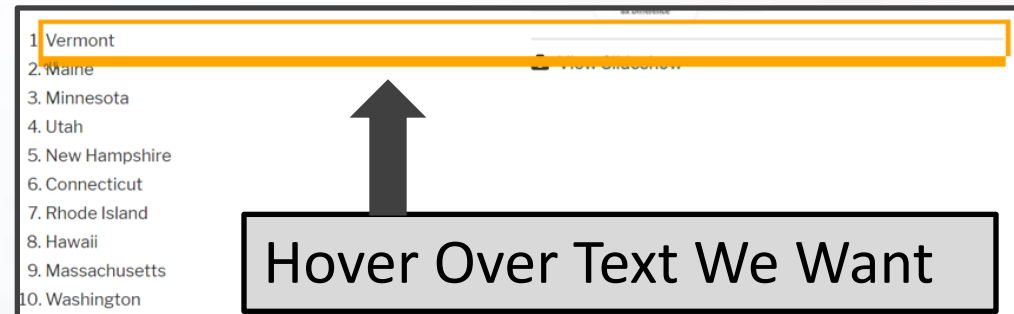 1. Vermont
2. Maine
3. Minnesota
4. Utah
5. New Hampshire
6. Connecticut
7. Rhode Island
8. Hawaii
9. Massachusetts
10. Washington
View Slideshow
Hover Over Text We Want